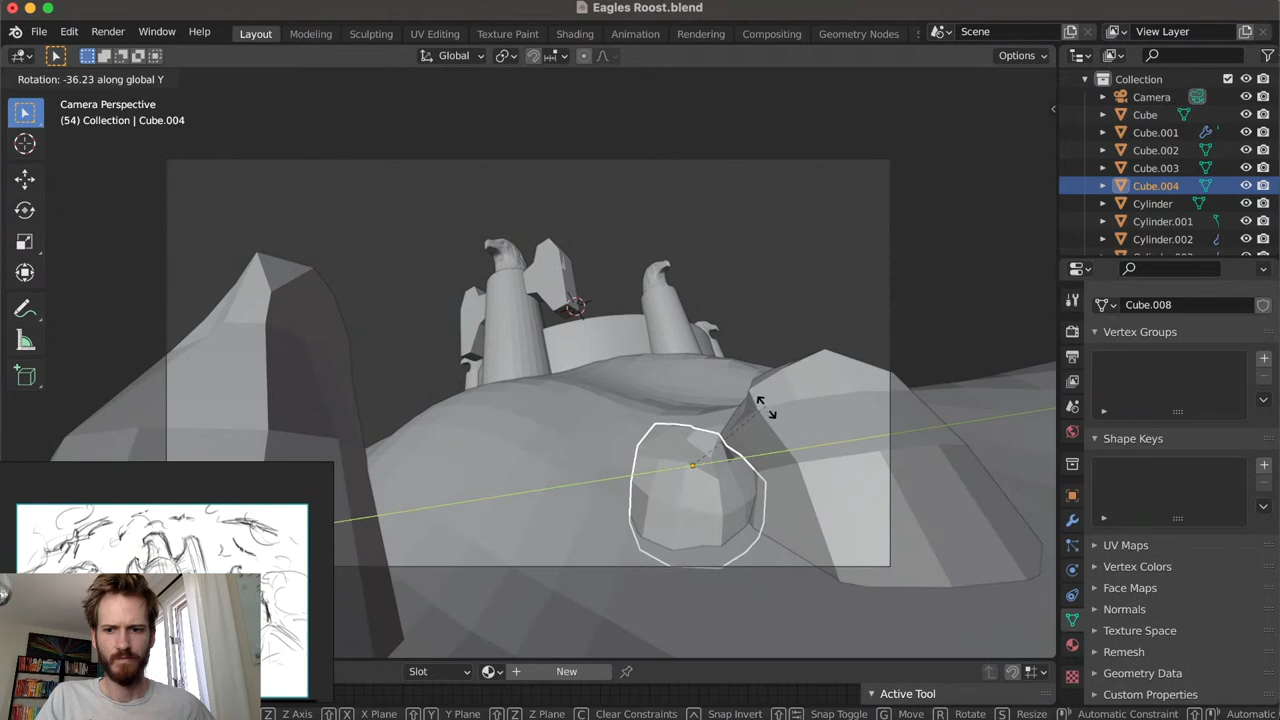 Eagles Roost.blend
File Edit Render Window Help Layout Modeling Sculpting UV Editing Texture Paint Shading Animation Rendering Compositing Geometry Nodes Scene View Layer
Global Options
Rotation: -36.23 along global Y
Collection
Camera Perspective
Camera
(54) Collection | Cube.004
Cube
Cube.001
Cube.002
Cube.003
Cube.004
Cylinder
Cylinder.001
Cylinder.002
Cube.008
Vertex Groups
Shape Keys
UV Maps
Vertex Colors
Face Maps
Normals
Texture Space
Remesh
Geometry Data
Custom Properties
Slot New
Active Tool
Z Axis X Plane Y Plane Z Plane Clear Constraints Snap Invert Snap Toggle G Move R Rotate S Resize Automatic Constraint Automatic